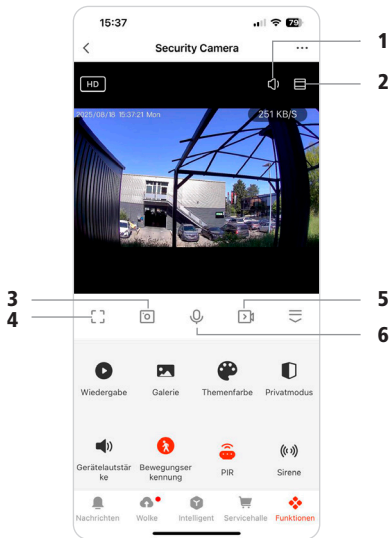 15:37
79
Security Camera
1
2
HD
2025/08/18 15:37:21 Mon
251 KB/S
3
4
5
6
Wiedergabe
Galerie
Themenfarbe
Privatmodus
Gerätelautstär
ke
Bewegungser
kennung
PIR
Sirene
Nachrichten
Wolke
Intelligent
Servicehalle
Funktionen